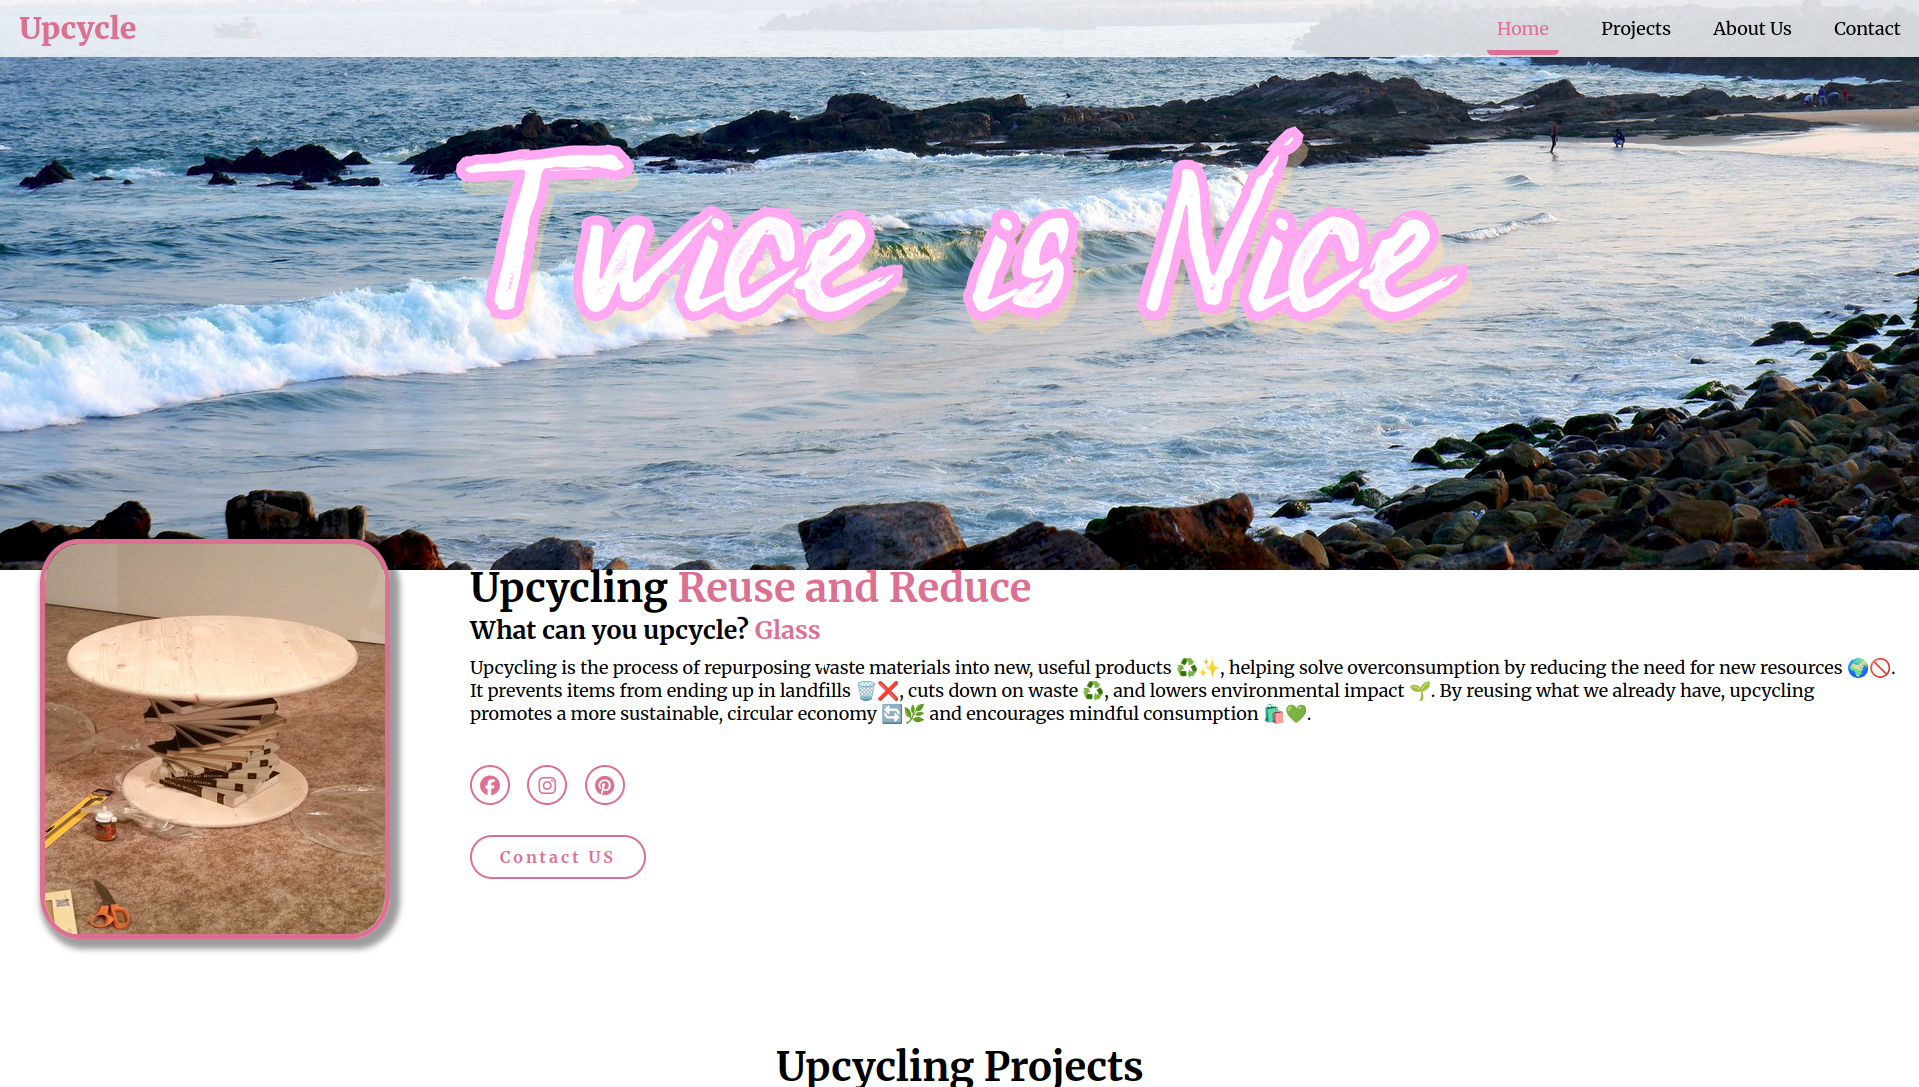 Upcycle
Home Projects About Us Contact
Twice is Nice
Upcycling Reuse and Reduce
What can you upcycle? Glass
Upcycling is the process of repurposing waste materials into new, useful products ♻️✨, helping solve overconsumption by reducing the need for new resources 🌍🚫.
It prevents items from ending up in landfills 🗑️❌, cuts down on waste ♻️, and lowers environmental impact 🌱. By reusing what we already have, upcycling
promotes a more sustainable, circular economy 🔄🌿 and encourages mindful consumption 🛍️💚.
WORLD BOOK
WORLD BOOK
Contact US
Upcycling Projects